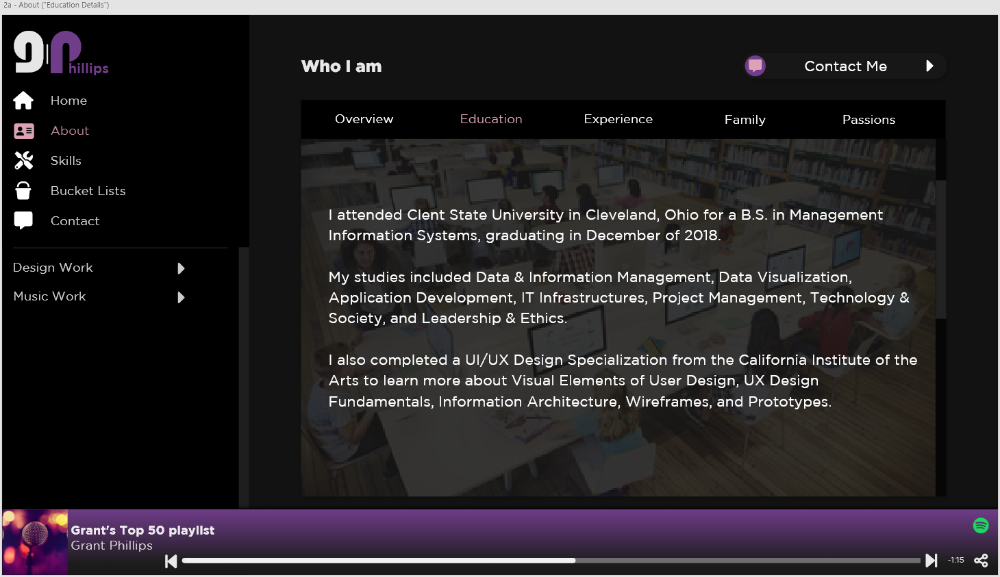 2a - About ("Education Details")
gp
hillips
Home
About
Skills
Bucket Lists
Contact
Design Work
Music Work
Who I am
Contact Me
Overview
Education
Experience
Family
Passions
I attended Clent State University in Cleveland, Ohio for a B.S. in Management
Information Systems, graduating in December of 2018.
My studies included Data & Information Management, Data Visualization,
Application Development, IT Infrastructures, Project Management, Technology &
Society, and Leadership & Ethics.
I also completed a UI/UX Design Specialization from the California Institute of the
Arts to learn more about Visual Elements of User Design, UX Design
Fundamentals, Information Architecture, Wireframes, and Prototypes.
Grant's Top 50 playlist
Grant Phillips
-1:15